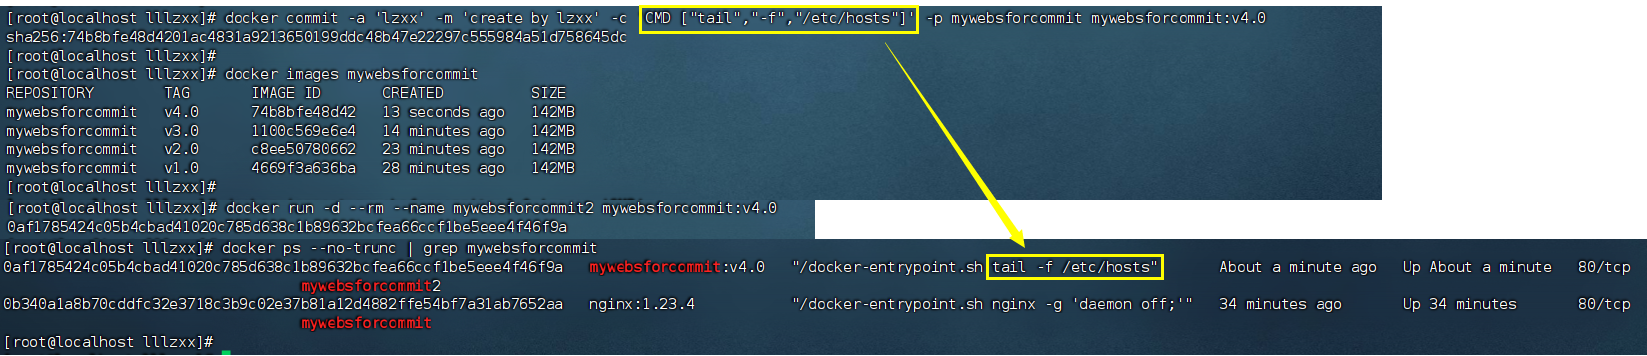 [root@localhost lllzxx]# docker commit -a 'lzxx' -m 'create by lzxx' -c 'CMD ["tail","-f","/etc/hosts"]' -p mywebsforcommit mywebsforcommit:v4.0
sha256:74b8bfe48d4201ac4831a9213650199ddc48b47e22297c555984a51d758645dc
[root@localhost lllzxx]#
[root@localhost lllzxx]# docker images mywebsforcommit
REPOSITORY TAG IMAGE ID CREATED SIZE
mywebsforcommit v4.0 74b8bfe48d42 13 seconds ago 142MB
mywebsforcommit v3.0 1100c569e6e4 14 minutes ago 142MB
mywebsforcommit v2.0 c8ee50780662 23 minutes ago 142MB
mywebsforcommit v1.0 4669f3a636ba 28 minutes ago 142MB
[root@localhost lllzxx]#
[root@localhost lllzxx]# docker run -d --rm --name mywebsforcommit2 mywebsforcommit:v4.0
0af1785424c05b4cbad41020c785d638c1b89632bcfea66ccf1be5eee4f46f9a
[root@localhost lllzxx]# docker ps --no-trunc | grep mywebsforcommit
0af1785424c05b4cbad41020c785d638c1b89632bcfea66ccf1be5eee4f46f9a mywebsforcommit:v4.0 "/docker-entrypoint.sh tail -f /etc/hosts" About a minute ago Up About a minute 80/tcp
mywebsforcommit2
0b340a1a8b70cddfc32e3718c3b9c02e37b81a12d4882ffe54bf7a31ab7652aa nginx:1.23.4 "/docker-entrypoint.sh nginx -g 'daemon off;'" 34 minutes ago Up 34 minutes 80/tcp
mywebsforcommit
[root@localhost lllzxx]#